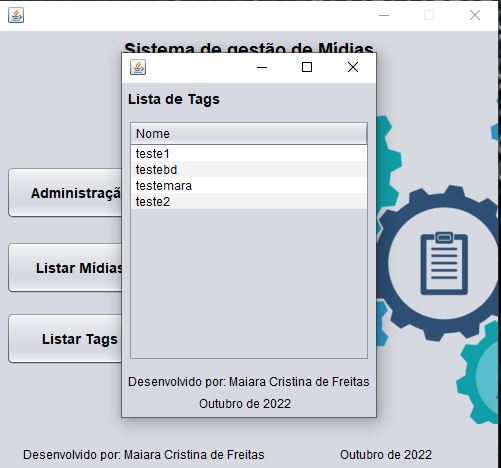 Sistema de gestão de Mídias
Lista de Tags
Nome
teste1
testebd
testemara
teste2
Administraçã
Listar Mídias
Listar Tags
Desenvolvido por: Maiara Cristina de Freitas
Outubro de 2022
Desenvolvido por: Maiara Cristina de Freitas
Outubro de 2022